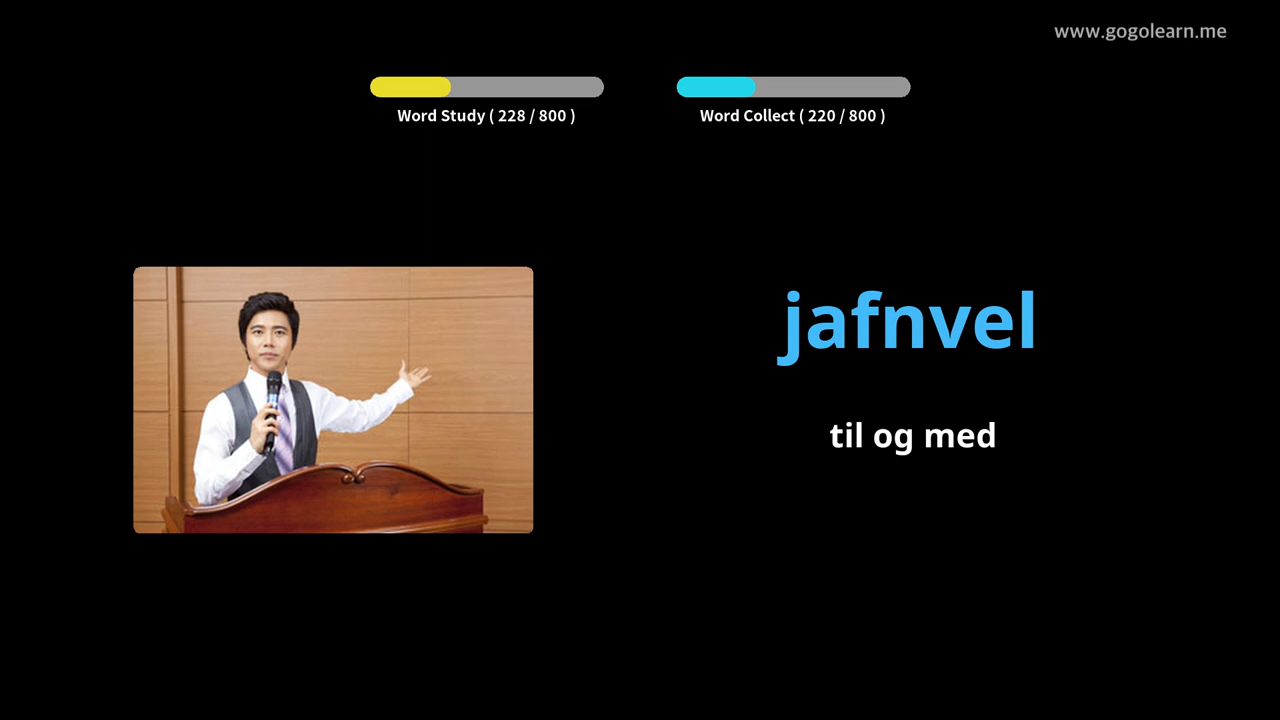 www.gogolearn.me
Word Study ( 228 / 800 )
Word Collect ( 220 / 800 )
jafnvel
til og med